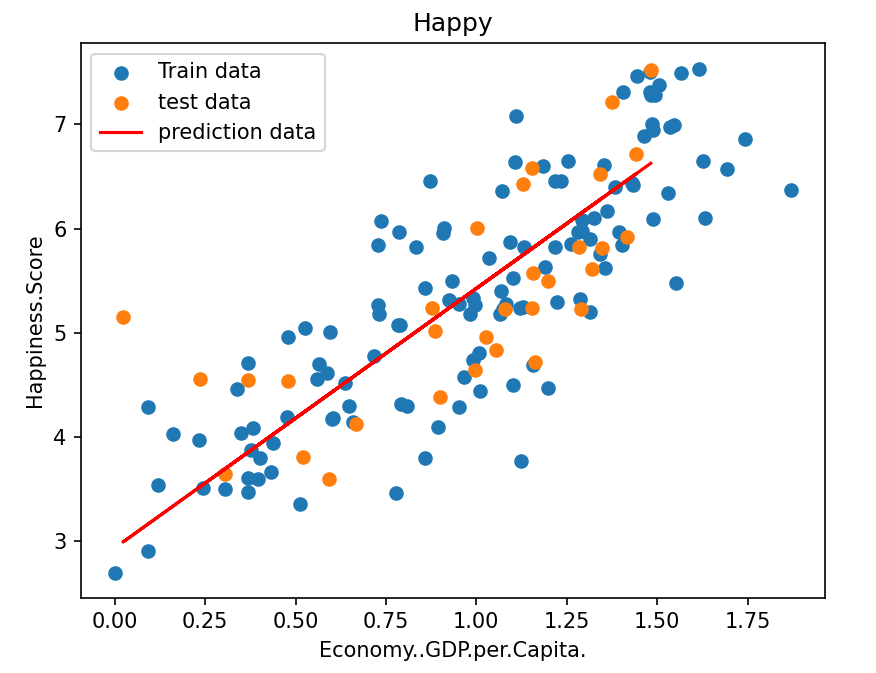 Happy
Train data
test data
prediction data
7
6
5
4
3
Happiness.Score
0.00 0.25 0.50 0.75 1.00 1.25 1.50 1.75
Economy..GDP.per.Capita.